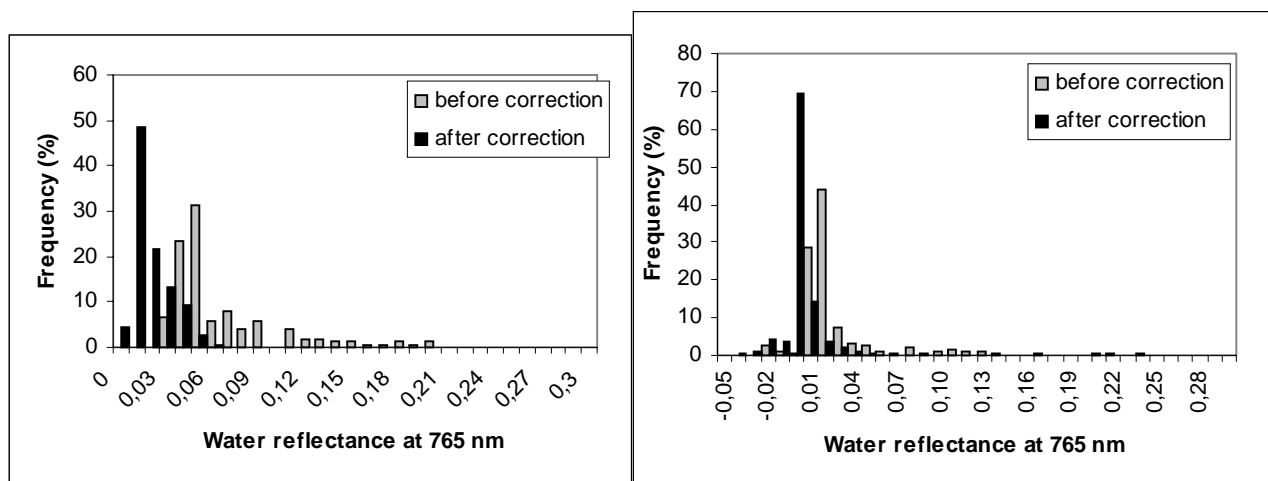 60
50
40
30
20
10
0
Frequency (%)
before correction
after correction
0 0,03 0,06 0,09 0,12 0,15 0,18 0,21 0,24 0,27 0,3
Water reflectance at 765 nm
80
70
60
50
40
30
20
10
0
Frequency (%)
before correction
after correction
-0,05 -0,02 0,01 0,04 0,07 0,10 0,13 0,16 0,19 0,22 0,25 0,28
Water reflectance at 765 nm